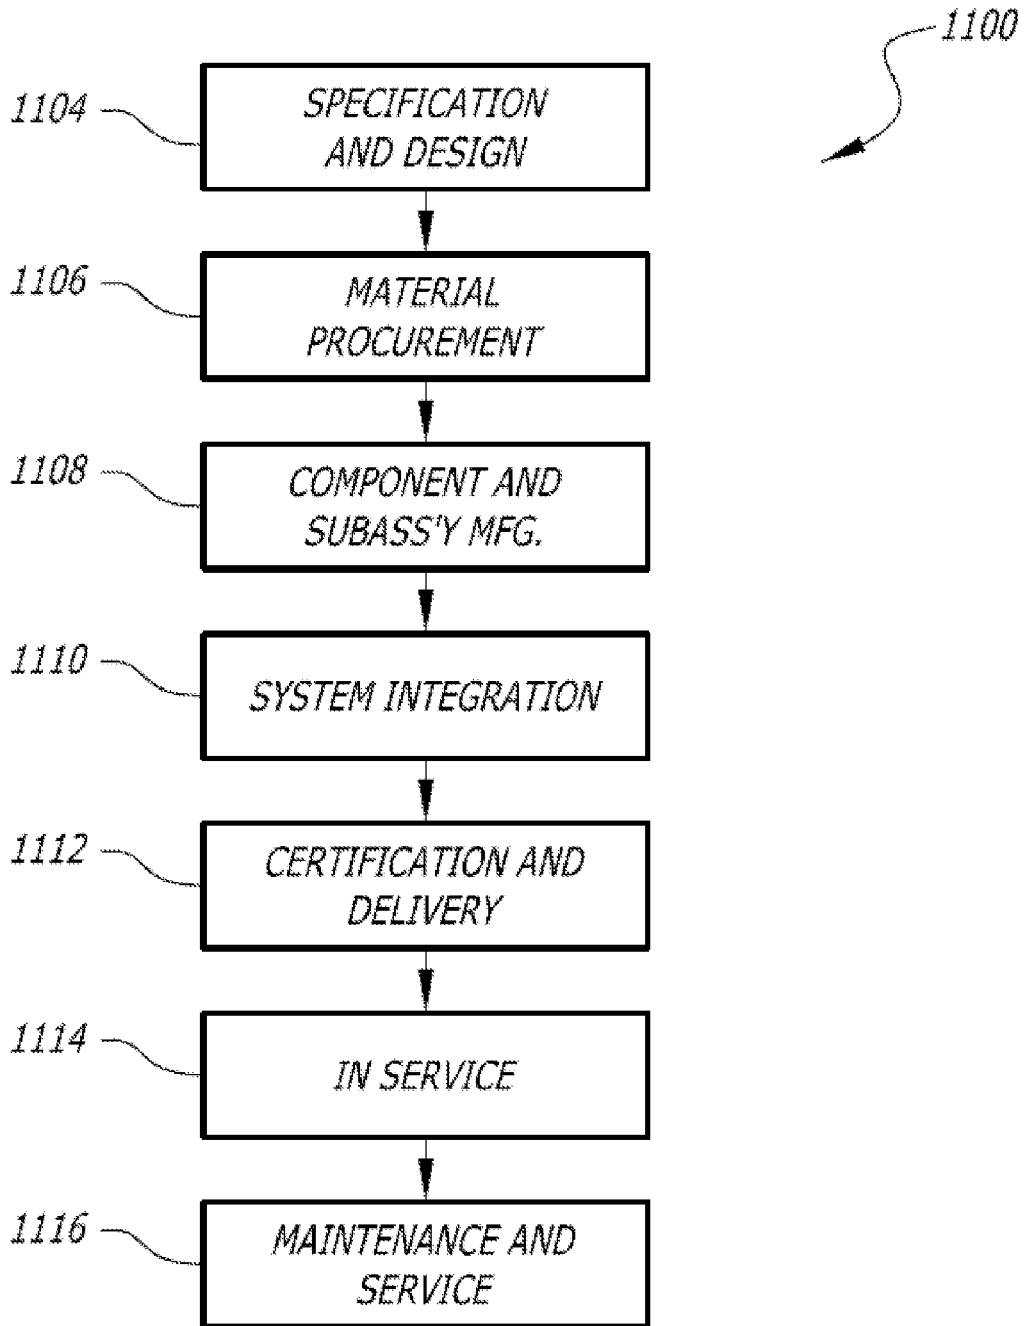 1100
1104
SPECIFICATION
AND DESIGN
1106
MATERIAL
PROCUREMENT
1108
COMPONENT AND
SUBASS'Y MFG.
1110
SYSTEM INTEGRATION
1112
CERTIFICATION AND
DELIVERY
1114
IN SERVICE
1116
MAINTENANCE AND
SERVICE